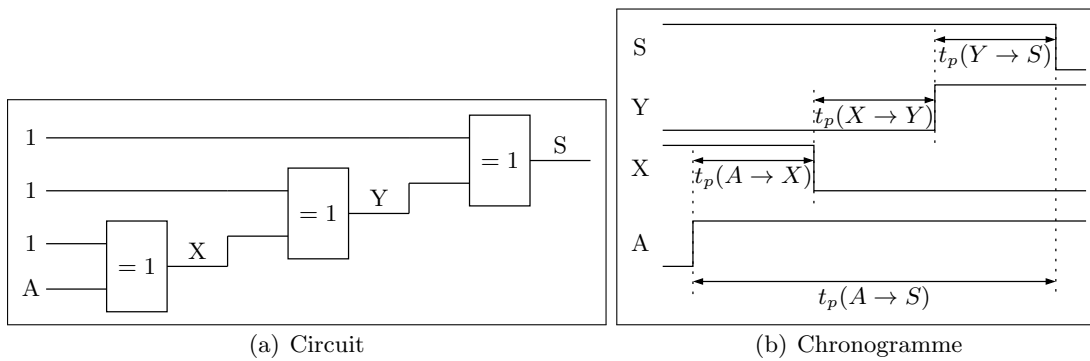 1
= 1
S
1
= 1
Y
1
= 1
X
A
(a) Circuit
S
t_p(Y → S)
Y
t_p(X → Y)
X
t_p(A → X)
A
t_p(A → S)
(b) Chronogramme